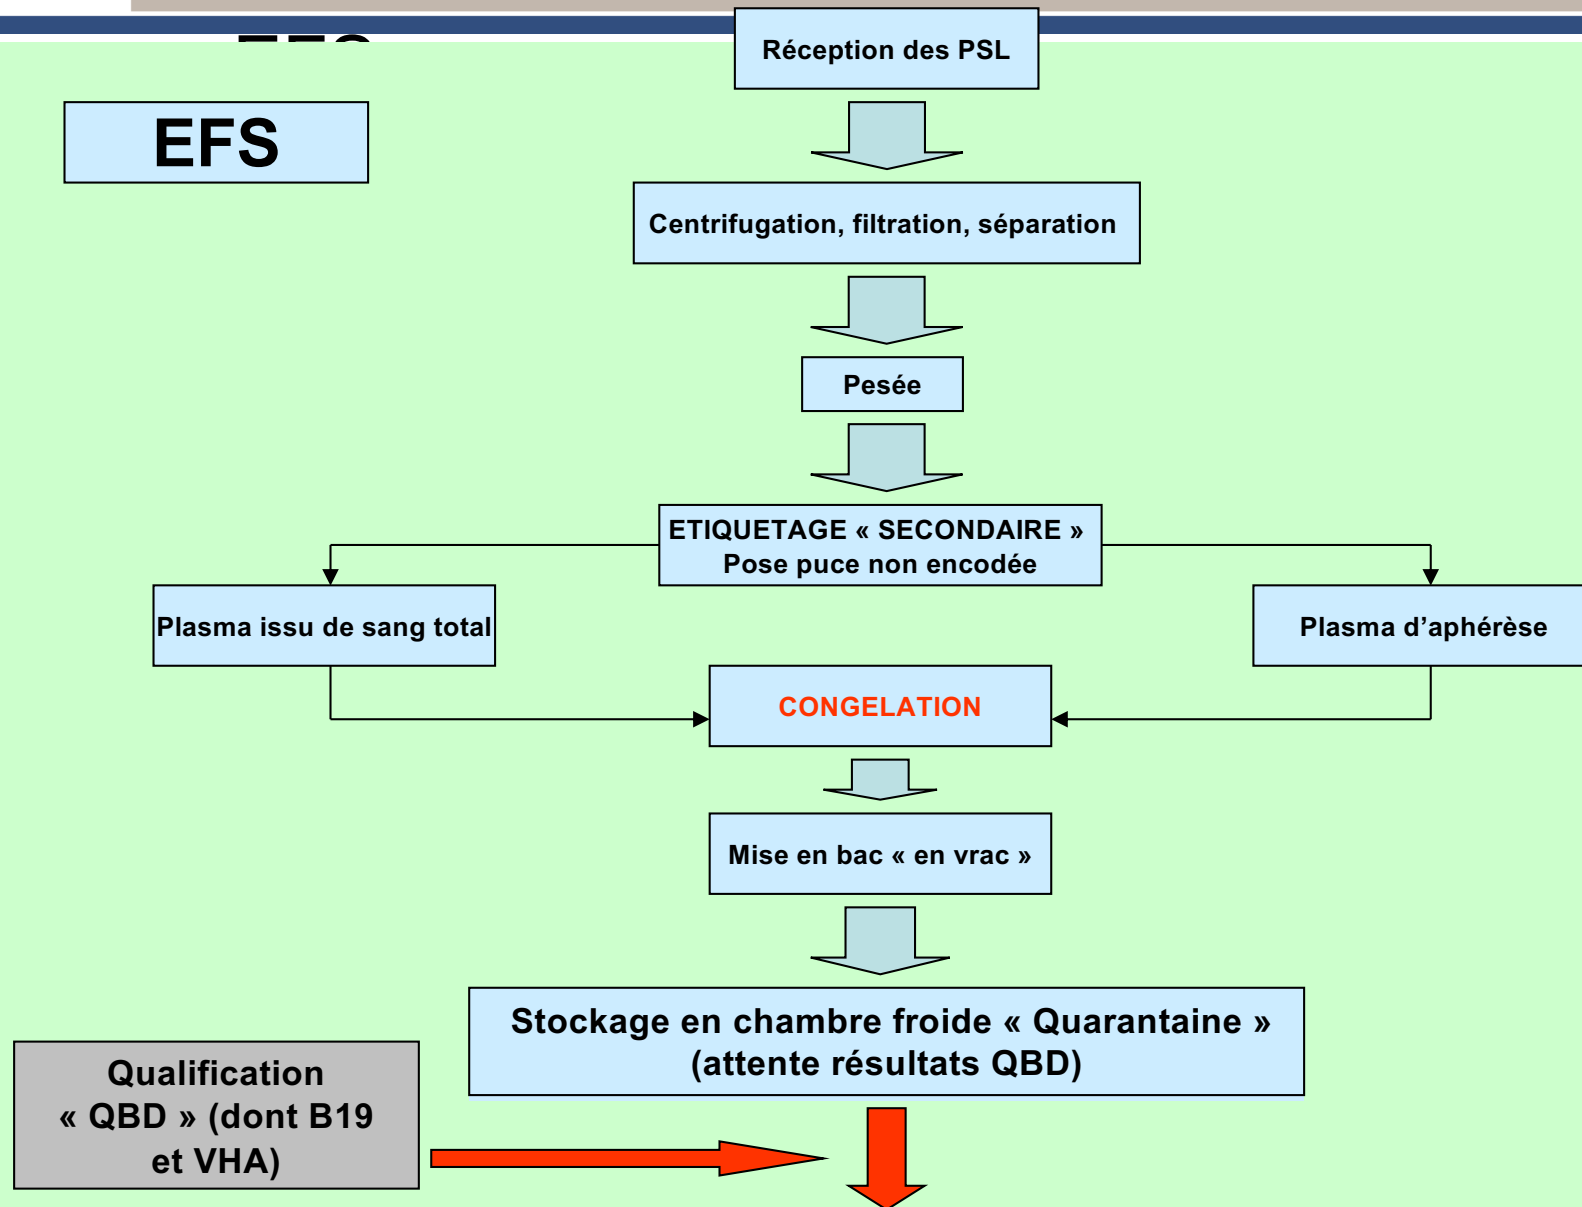 Réception des PSL
EFS
Centrifugation, filtration, séparation
Pesée
ETIQUETAGE « SECONDAIRE »
Pose puce non encodée
Plasma issu de sang total
Plasma d’aphérèse
CONGELATION
Mise en bac « en vrac »
Stockage en chambre froide « Quarantaine »
(attente résultats QBD)
Qualification
« QBD » (dont B19
et VHA)